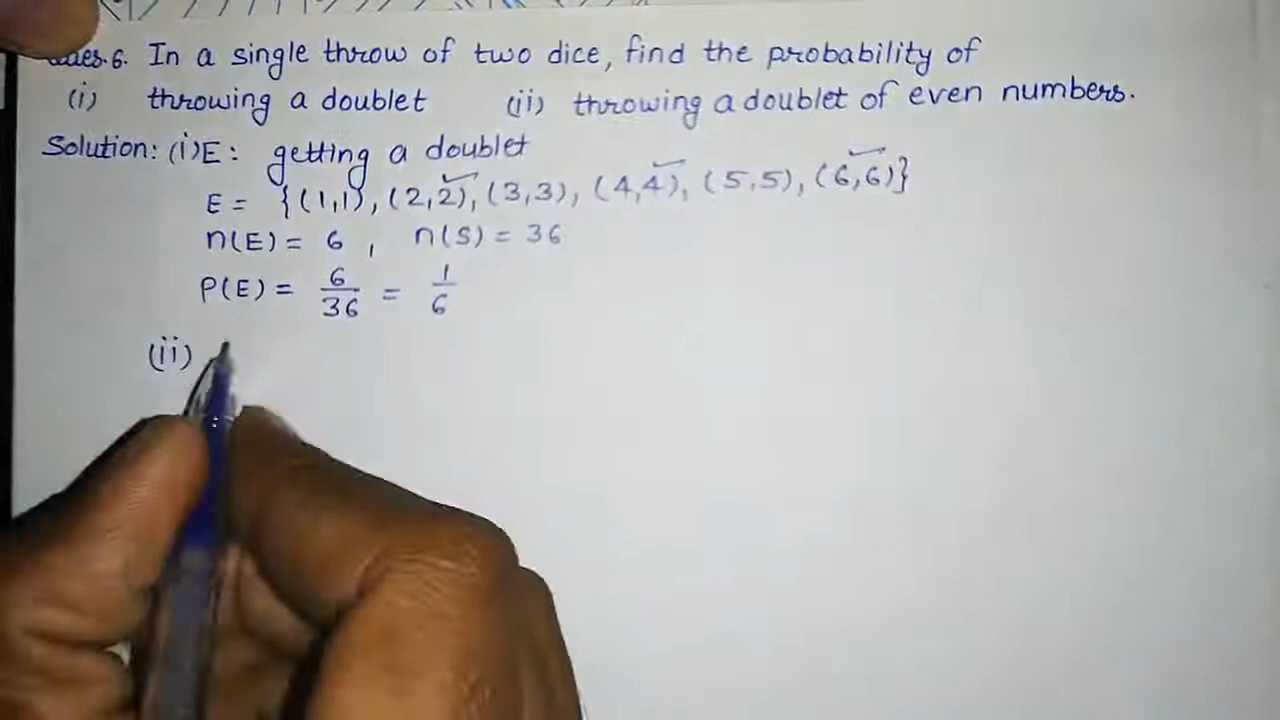 6. In a single throw of two dice, find the probability of
(i) throwing a doublet (ii) throwing a doublet of even numbers.
Solution: (i) E: getting a doublet
E = {(1,1), (2,2), (3,3), (4,4), (5,5), (6,6)}
n(E) = 6, n(S) = 36
P(E) = 6/36 = 1/6
(ii)